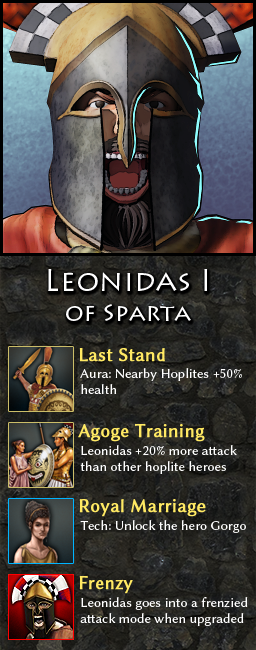 Leonidas I
of Sparta
Last Stand
Aura: Nearby Hoplites +50%
health
Agoge Training
Leonidas +20% more attack
than other hoplite heroes
Royal Marriage
Tech: Unlock the hero Gorgo
Frenzy
Leonidas goes into a frenzied
attack mode when upgraded